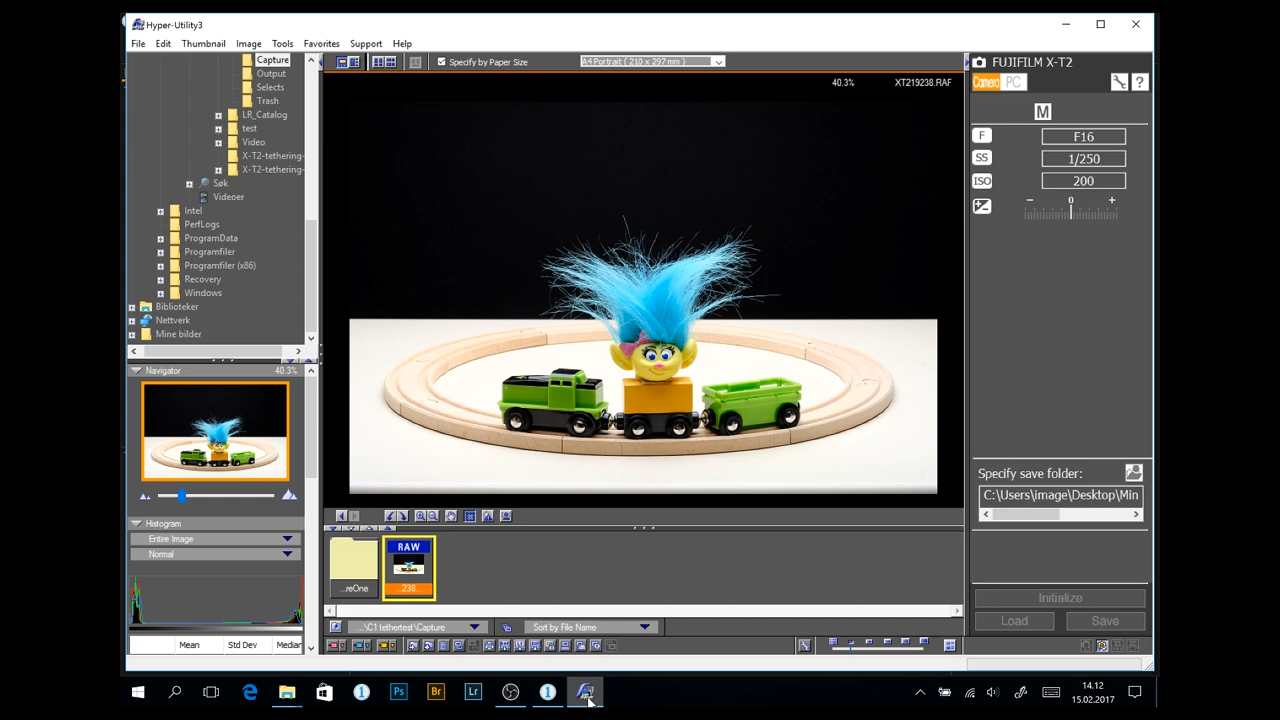 Hyper-Utility3
File Edit Thumbnail Image Tools Favorites Support Help
Capture
Output
Selects
Trash
LR_Catalog
test
Video
X-T2-tethering-
X-T2-tethering-
Søk
Videoer
Intel
PerfLogs
ProgramData
Programfiler
Programfiler (x86)
Recovery
Windows
Biblioteker
Nettverk
Mine bilder
Navigator 40.3%
Histogram
Entire Image
Normal
Mean Std Dev Median
Specify by Paper Size A4 Portrait ( 210 x 297 mm )
40.3% XT219238.RAF
...reOne
RAW
...238...
...\C1 tethertest\Capture Sort by File Name
FUJIFILM X-T2
Camera PC ?
M
F F16
SS 1/250
ISO 200
− 0 +
Specify save folder:
C:\Users\image\Desktop\Min
Initialize
Load Save
1 Ps Br Lr 1
14.12
15.02.2017